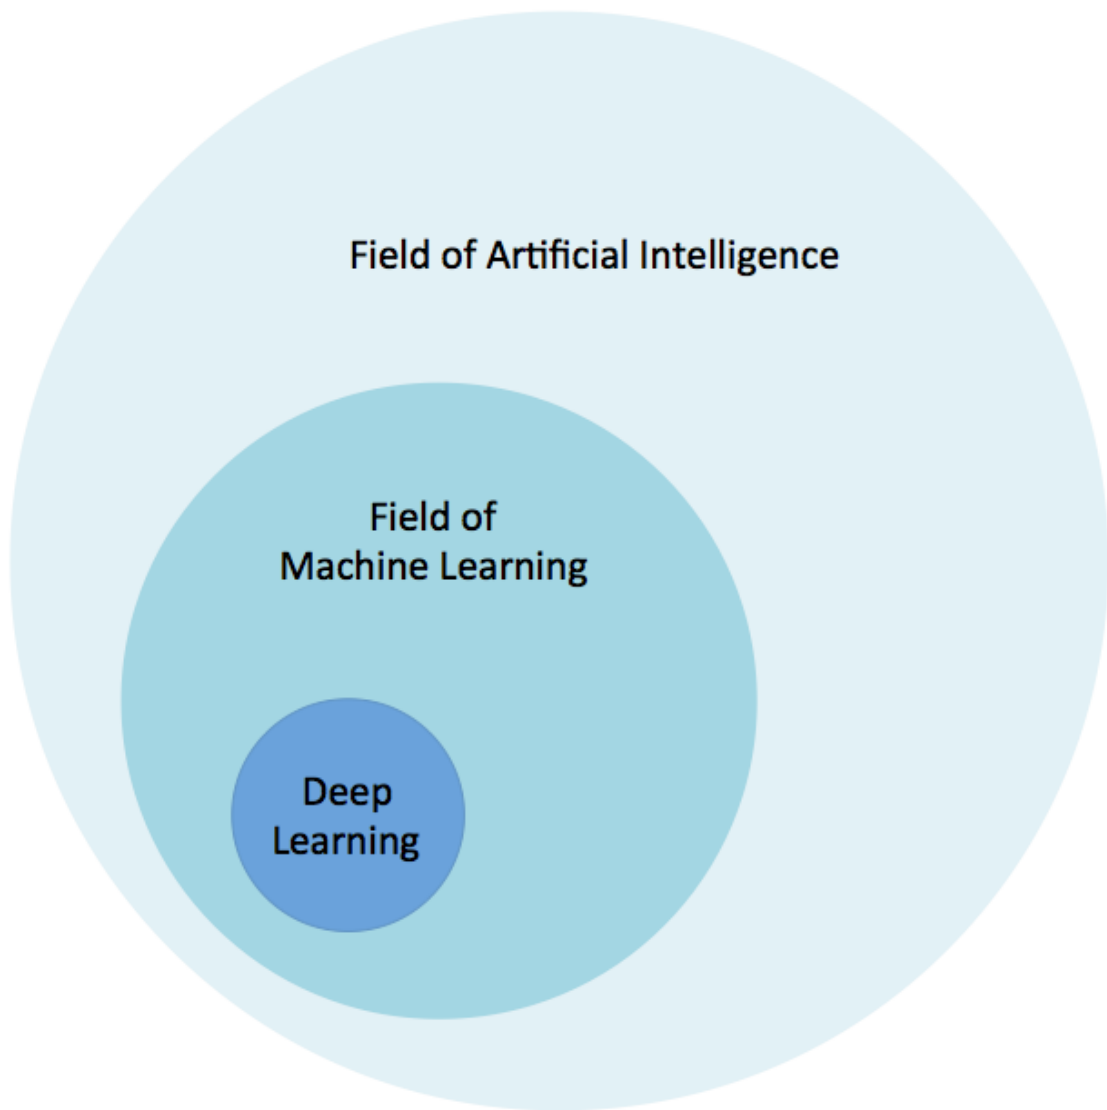 Field of Artificial Intelligence
Field of
Machine Learning
Deep
Learning